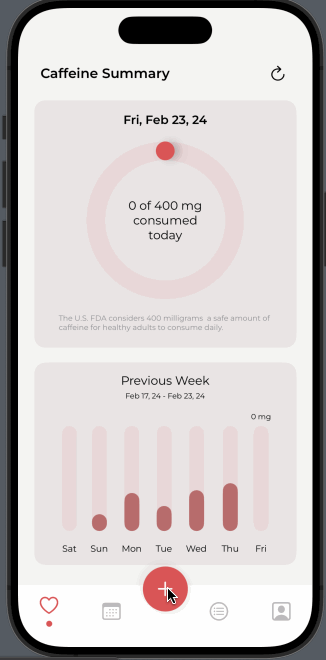 Caffeine Summary
Fri, Feb 23, 24
0 of 400 mg
consumed
today
The U.S. FDA considers 400 milligrams a safe amount of
caffeine for healthy adults to consume daily.
Previous Week
Feb 17, 24 - Feb 23, 24
0 mg
Sat Sun Mon Tue Wed Thu Fri